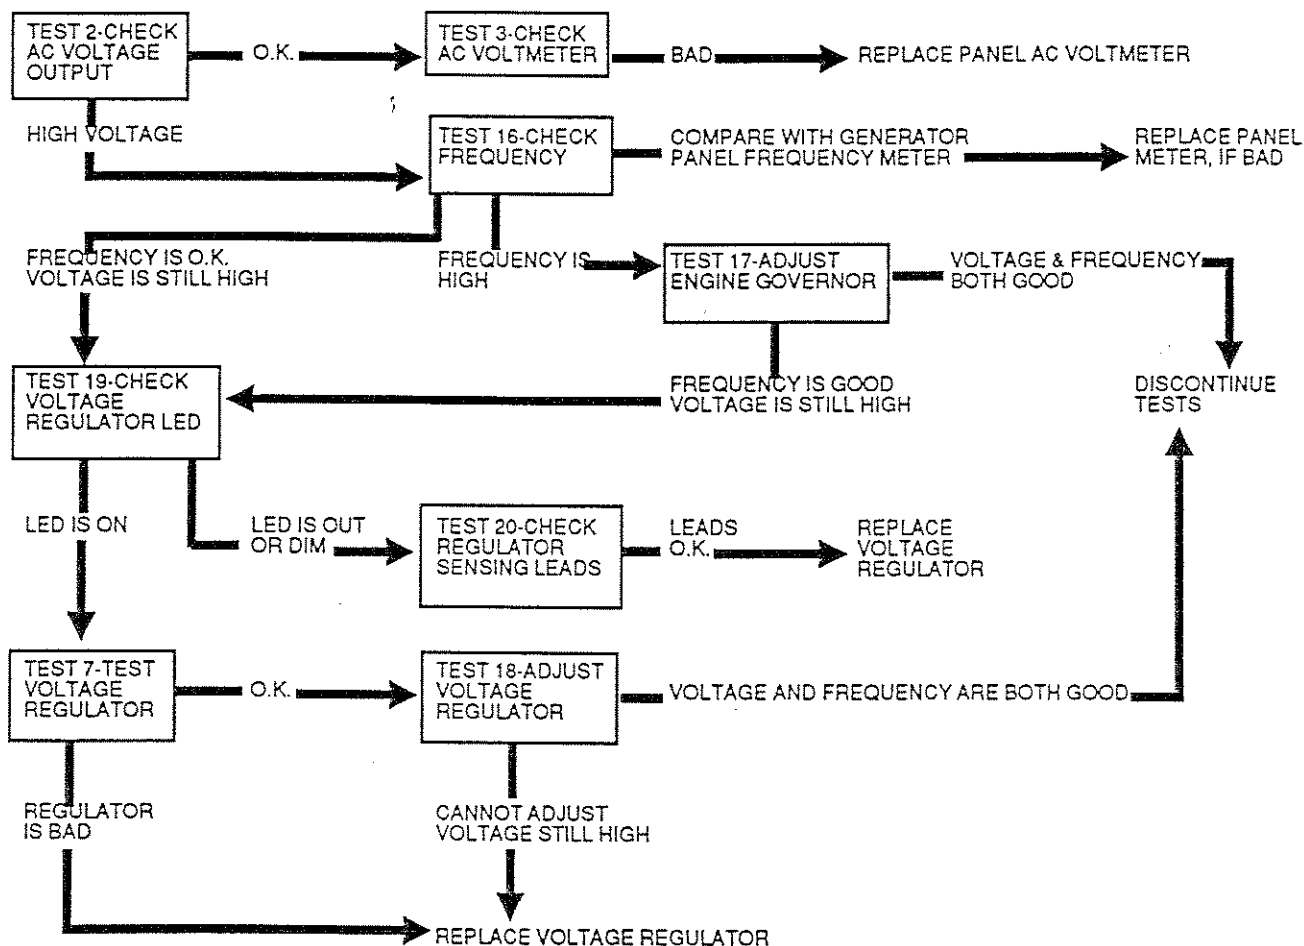 TEST 2-CHECK
AC VOLTAGE
OUTPUT
O.K.
TEST 3-CHECK
AC VOLTMETER
BAD
REPLACE PANEL AC VOLTMETER
HIGH VOLTAGE
TEST 16-CHECK
FREQUENCY
COMPARE WITH GENERATOR
PANEL FREQUENCY METER
REPLACE PANEL
METER, IF BAD
FREQUENCY IS O.K.
VOLTAGE IS STILL HIGH
FREQUENCY IS
HIGH
TEST 17-ADJUST
ENGINE GOVERNOR
VOLTAGE & FREQUENCY
BOTH GOOD
TEST 19-CHECK
VOLTAGE
REGULATOR LED
FREQUENCY IS GOOD
VOLTAGE IS STILL HIGH
DISCONTINUE
TESTS
LED IS ON
LED IS OUT
OR DIM
TEST 20-CHECK
REGULATOR
SENSING LEADS
LEADS
O.K.
REPLACE
VOLTAGE
REGULATOR
TEST 7-TEST
VOLTAGE
REGULATOR
O.K.
TEST 18-ADJUST
VOLTAGE
REGULATOR
VOLTAGE AND FREQUENCY ARE BOTH GOOD
REGULATOR
IS BAD
CANNOT ADJUST
VOLTAGE STILL HIGH
REPLACE VOLTAGE REGULATOR